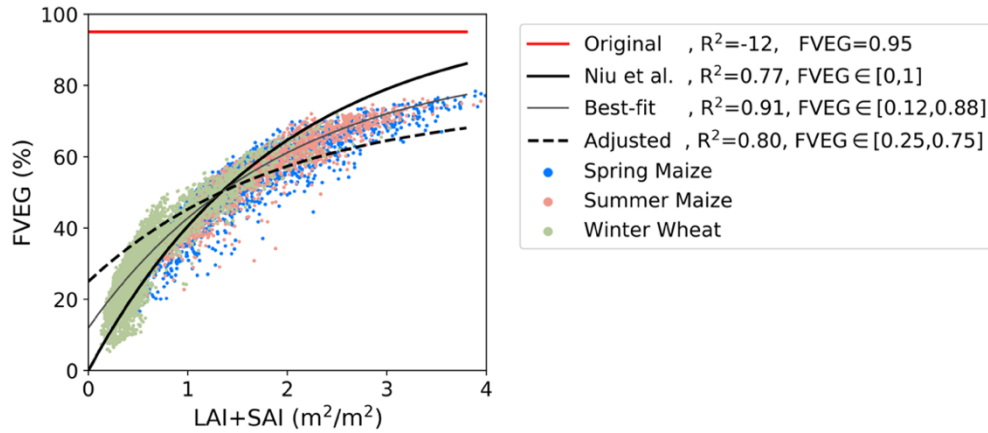 100
80
60
40
20
0
FVEG (%)
0 1 2 3 4
LAI+SAI (m²/m²)
Original , R²=-12, FVEG=0.95
Niu et al. , R²=0.77, FVEG∈[0,1]
Best-fit , R²=0.91, FVEG∈[0.12,0.88]
Adjusted , R²=0.80, FVEG∈[0.25,0.75]
Spring Maize
Summer Maize
Winter Wheat